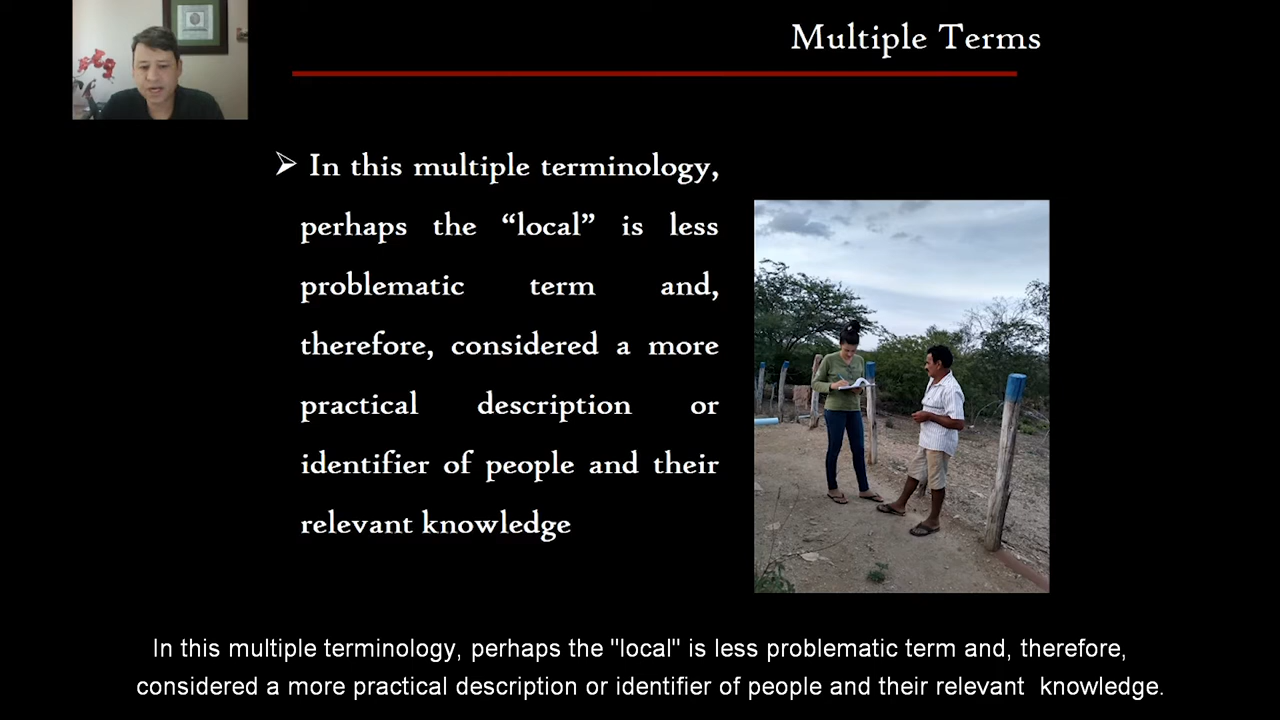 Multiple Terms
➢ In this multiple terminology,
perhaps the “local” is less
problematic term and,
therefore, considered a more
practical description or
identifier of people and their
relevant knowledge
In this multiple terminology, perhaps the "local" is less problematic term and, therefore,
considered a more practical description or identifier of people and their relevant knowledge.